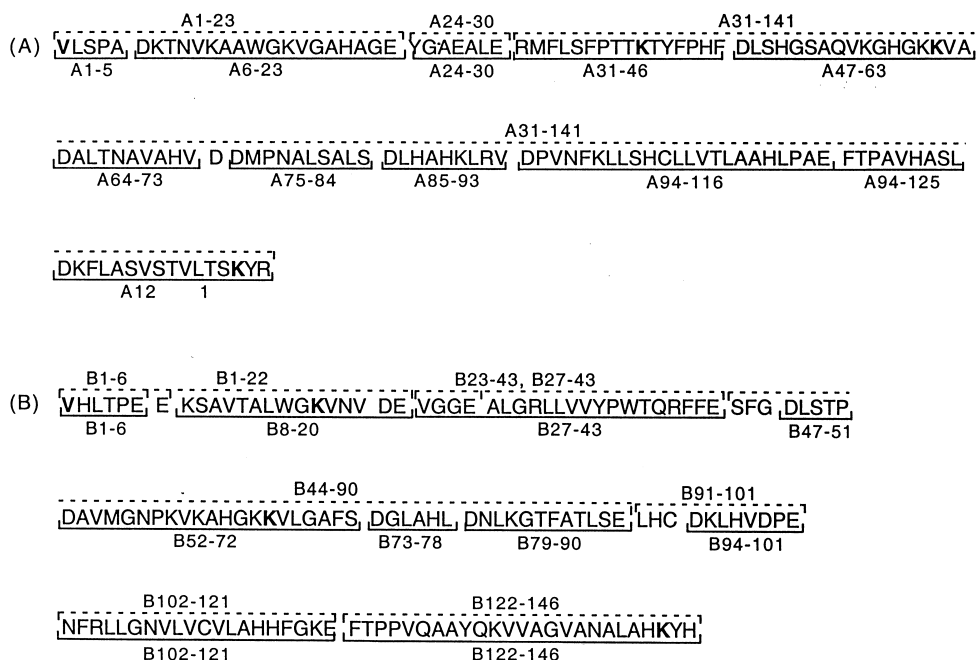 A1-23 A24-30 A31-141
(A) VLSPA DKTNVKAAWGKVGAHAGE YGAEALE RMFLSFPTTKTYFPHF DLSHGSAQVKGHGKKVA
A1-5 A6-23 A24-30 A31-46 A47-63
A31-141
DALTNAVAHV D DMPNALSALS DLHAHKLRV DPVNFKLLSHCLLVTLAAHLPAE FTPAVHASL
A64-73 A75-84 A85-93 A94-116 A94-125
DKFLASVSTVLTSKYR
A12 1
B1-6 B1-22 B23-43, B27-43
(B) VHLTPE E KSAVTALWGKVNV DE VGGE ALGRLLVVYPWTQRFFE SFG DLSTP
B1-6 B8-20 B27-43 B47-51
B44-90 B91-101
DAVMGNPKVKAHGKKVLGAFS DGLAHL DNLKGTFATLSE LHC DKLHVDPE
B52-72 B73-78 B79-90 B94-101
B102-121 B122-146
NFRLLGNVLVCVLAHHFGKE FTPPVQAAYQKVVAGVANALAHKYH
B102-121 B122-146